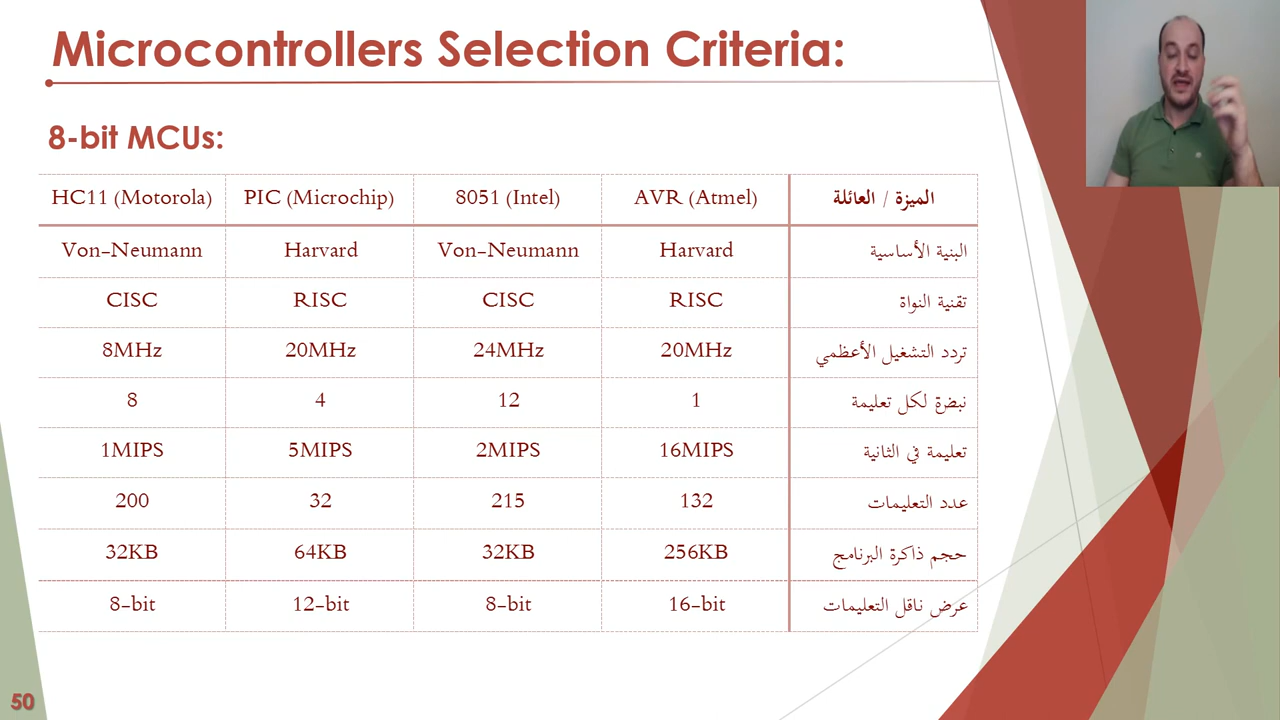 Microcontrollers Selection Criteria:
8-bit MCUs:
HC11 (Motorola) PIC (Microchip) 8051 (Intel) AVR (Atmel) الميزة / العائلة
Von-Neumann Harvard Von-Neumann Harvard البنية الأساسية
CISC RISC CISC RISC تقنية النواة
8MHz 20MHz 24MHz 20MHz تردد التشغيل الأعظمي
8 4 12 1 نبضة لكل تعليمة
1MIPS 5MIPS 2MIPS 16MIPS تعليمة في الثانية
200 32 215 132 عدد التعليمات
32KB 64KB 32KB 256KB حجم ذاكرة البرنامج
8-bit 12-bit 8-bit 16-bit عرض ناقل التعليمات
50